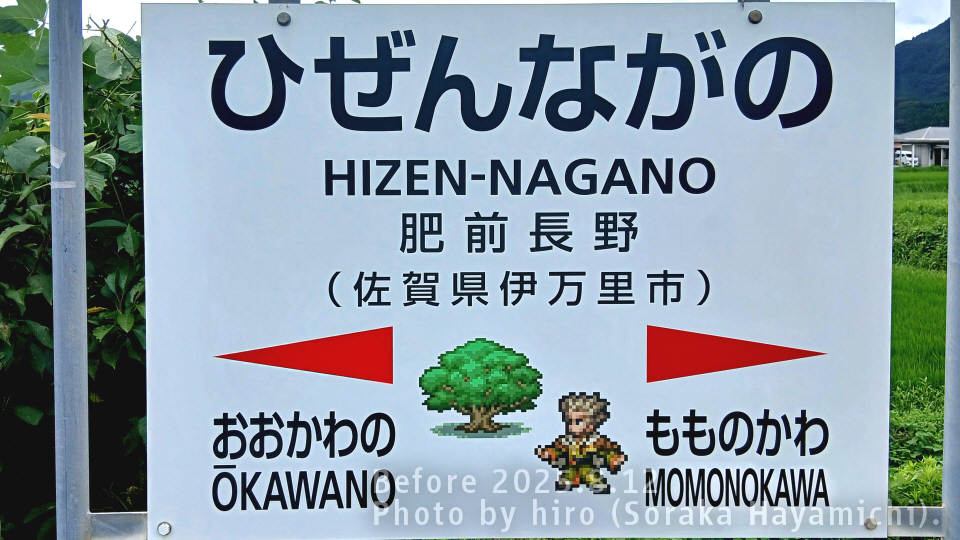 ひぜんながの
HIZEN-NAGANO
肥前長野
（佐賀県伊万里市）
おおかわの
ŌKAWANO
もものかわ
MOMONOKAWA
Before
Photo by hiro (Soraka Hayamichi).